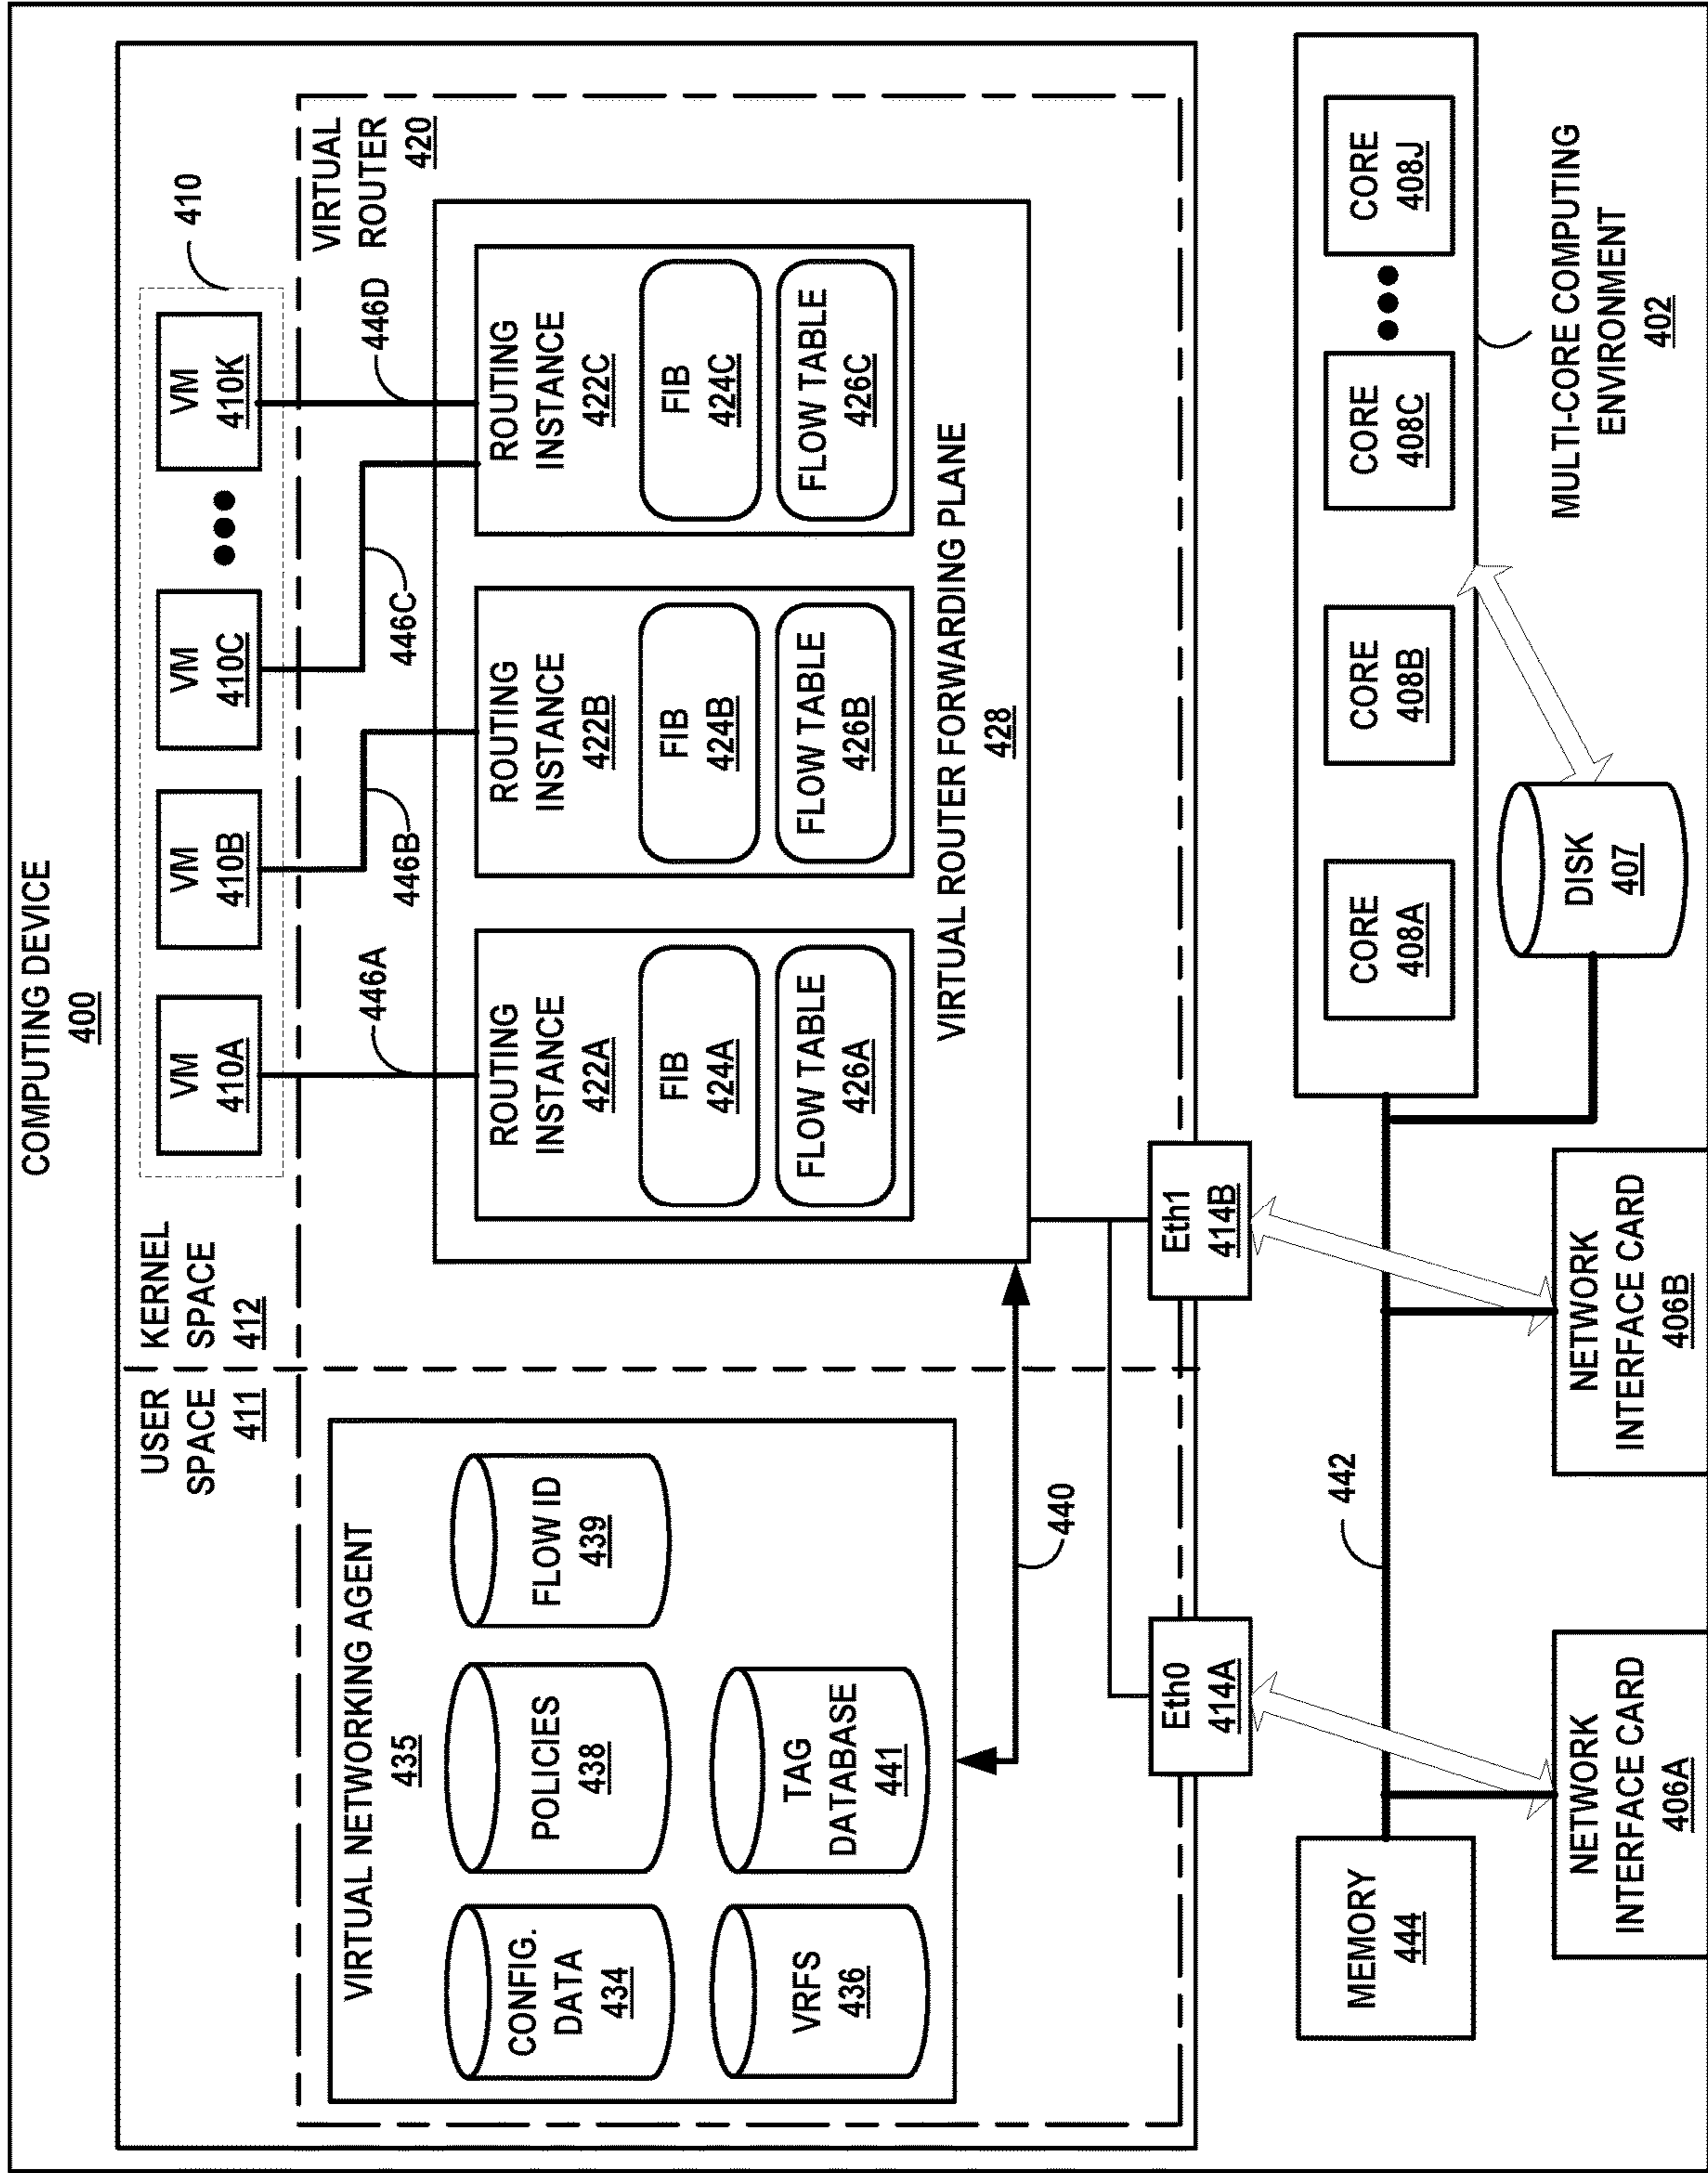 COMPUTING DEVICE
400
USER
SPACE
411
KERNEL
SPACE
412
VM
410A
VM
410B
VM
410C
VM
410K
410
VIRTUAL
ROUTER
420
446A
446B
446C
446D
VIRTUAL NETWORKING AGENT
435
CONFIG.
DATA
434
POLICIES
438
FLOW ID
439
VRFS
436
TAG
DATABASE
441
440
ROUTING
INSTANCE
422A
FIB
424A
FLOW TABLE
426A
ROUTING
INSTANCE
422B
FIB
424B
FLOW TABLE
426B
ROUTING
INSTANCE
422C
FIB
424C
FLOW TABLE
426C
VIRTUAL ROUTER FORWARDING PLANE
428
Eth0
414A
Eth1
414B
MEMORY
444
442
CORE
408A
CORE
408B
CORE
408C
CORE
408J
NETWORK
INTERFACE CARD
406A
NETWORK
INTERFACE CARD
406B
DISK
407
MULTI-CORE COMPUTING
ENVIRONMENT
402